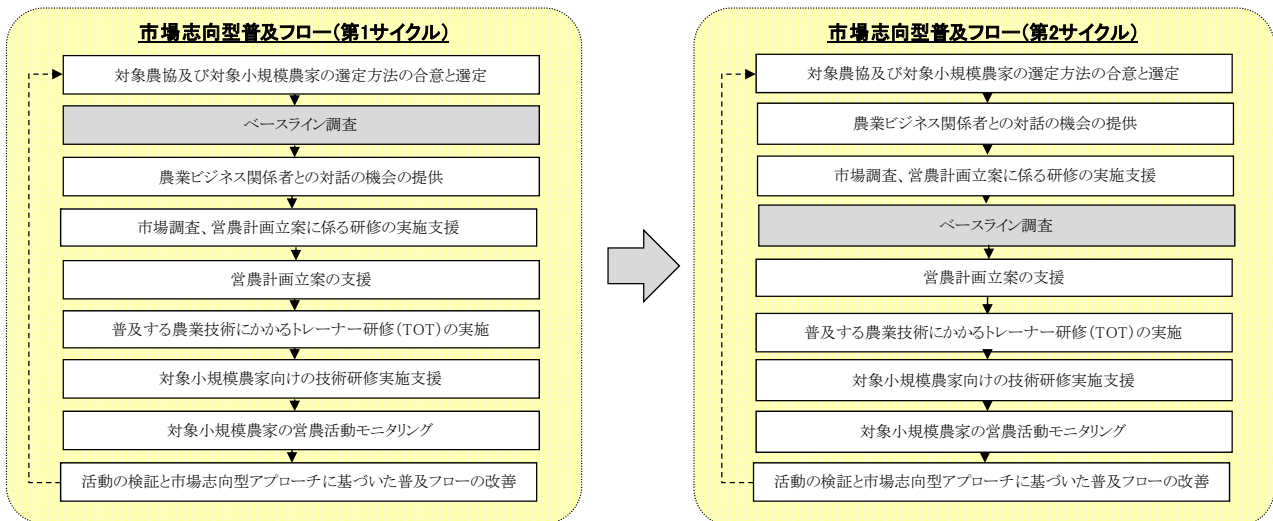 市場志向型普及フロー(第1サイクル)
対象農協及び対象小規模農家の選定方法の合意と選定
ベースライン調査
農業ビジネス関係者との対話の機会の提供
市場調査、営農計画立案に係る研修の実施支援
営農計画立案の支援
普及する農業技術にかかるトレーナー研修(TOT)の実施
対象小規模農家向けの技術研修実施支援
対象小規模農家の営農活動モニタリング
活動の検証と市場志向型アプローチに基づいた普及フローの改善
市場志向型普及フロー(第2サイクル)
対象農協及び対象小規模農家の選定方法の合意と選定
農業ビジネス関係者との対話の機会の提供
市場調査、営農計画立案に係る研修の実施支援
ベースライン調査
営農計画立案の支援
普及する農業技術にかかるトレーナー研修(TOT)の実施
対象小規模農家向けの技術研修実施支援
対象小規模農家の営農活動モニタリング
活動の検証と市場志向型アプローチに基づいた普及フローの改善